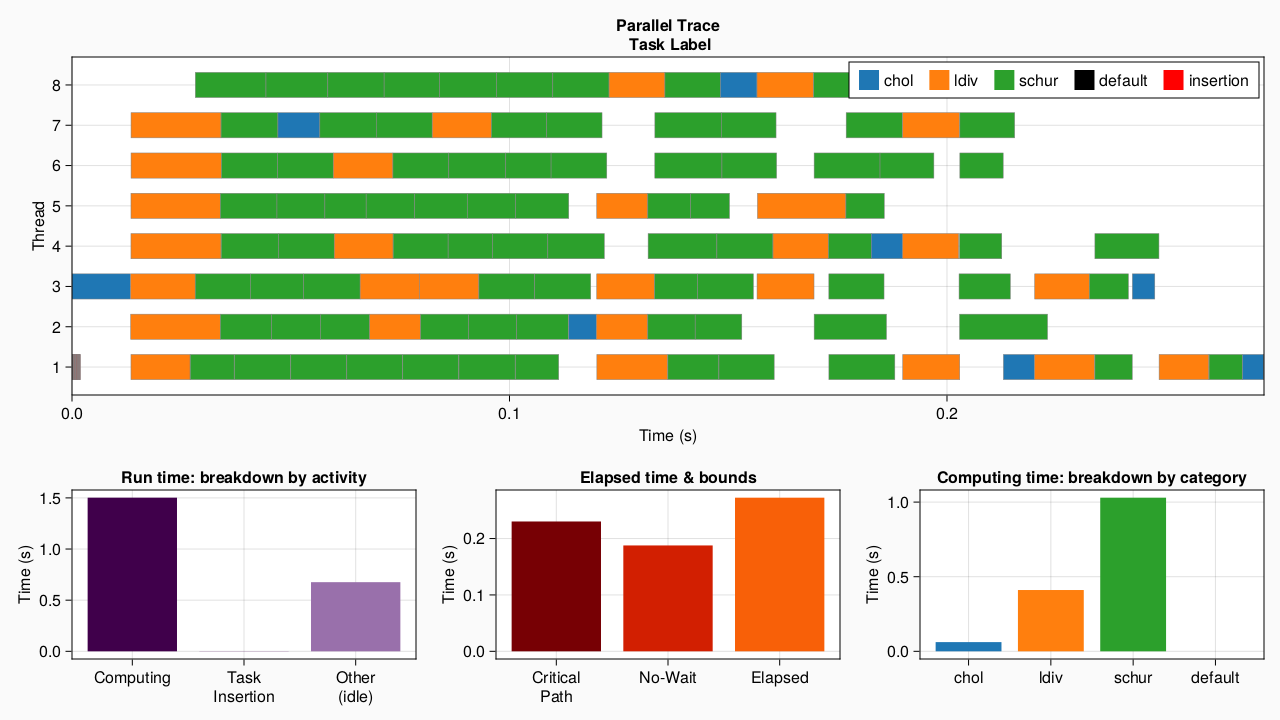 Parallel Trace
Task Label
chol ldiv schur default insertion
Thread
8
7
6
5
4
3
2
1
0.0 0.1 0.2
Time (s)
Run time: breakdown by activity
Time (s)
1.5
1.0
0.5
0.0
Computing Task Insertion Other (idle)
Elapsed time & bounds
Time (s)
0.2
0.1
0.0
Critical Path No-Wait Elapsed
Computing time: breakdown by category
Time (s)
1.0
0.5
0.0
chol ldiv schur default